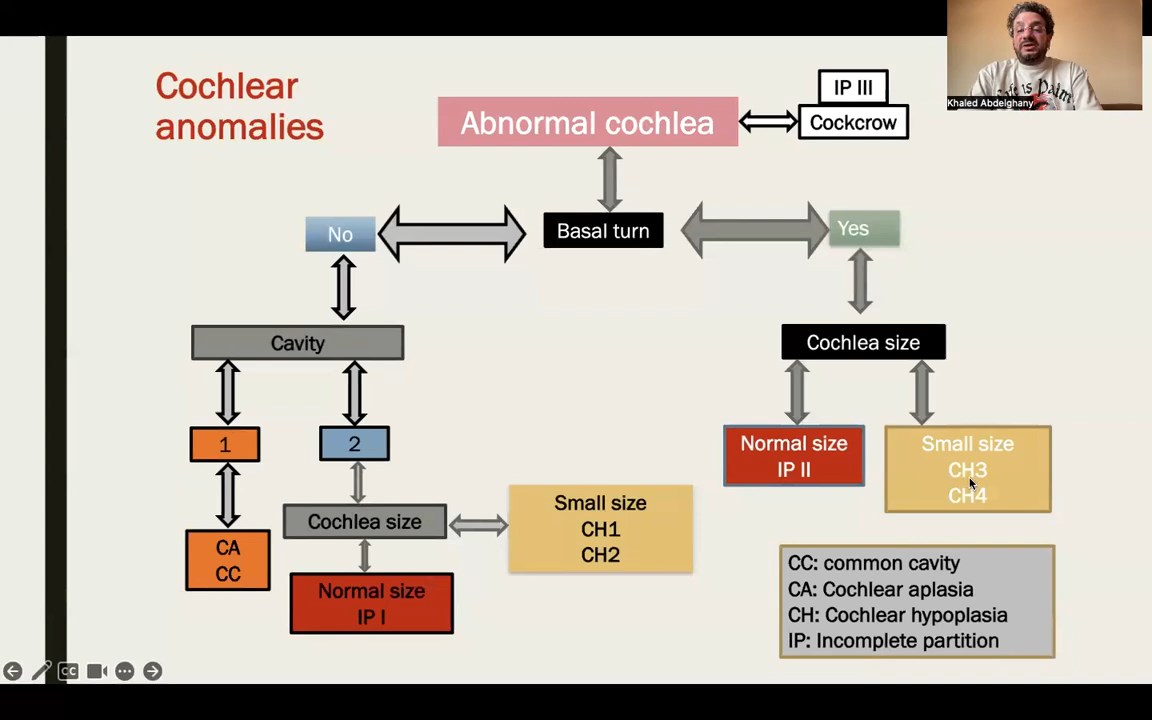 Cochlear
anomalies
Abnormal cochlea
IP III
Cockcrow
Khaled Abdelghany
No
Basal turn
Yes
Cavity
Cochlea size
1
2
Normal size
IP II
Small size
CH3
CH4
Cochlea size
Small size
CH1
CH2
CA
CC
Normal size
IP I
CC: common cavity
CA: Cochlear aplasia
CH: Cochlear hypoplasia
IP: Incomplete partition
CC